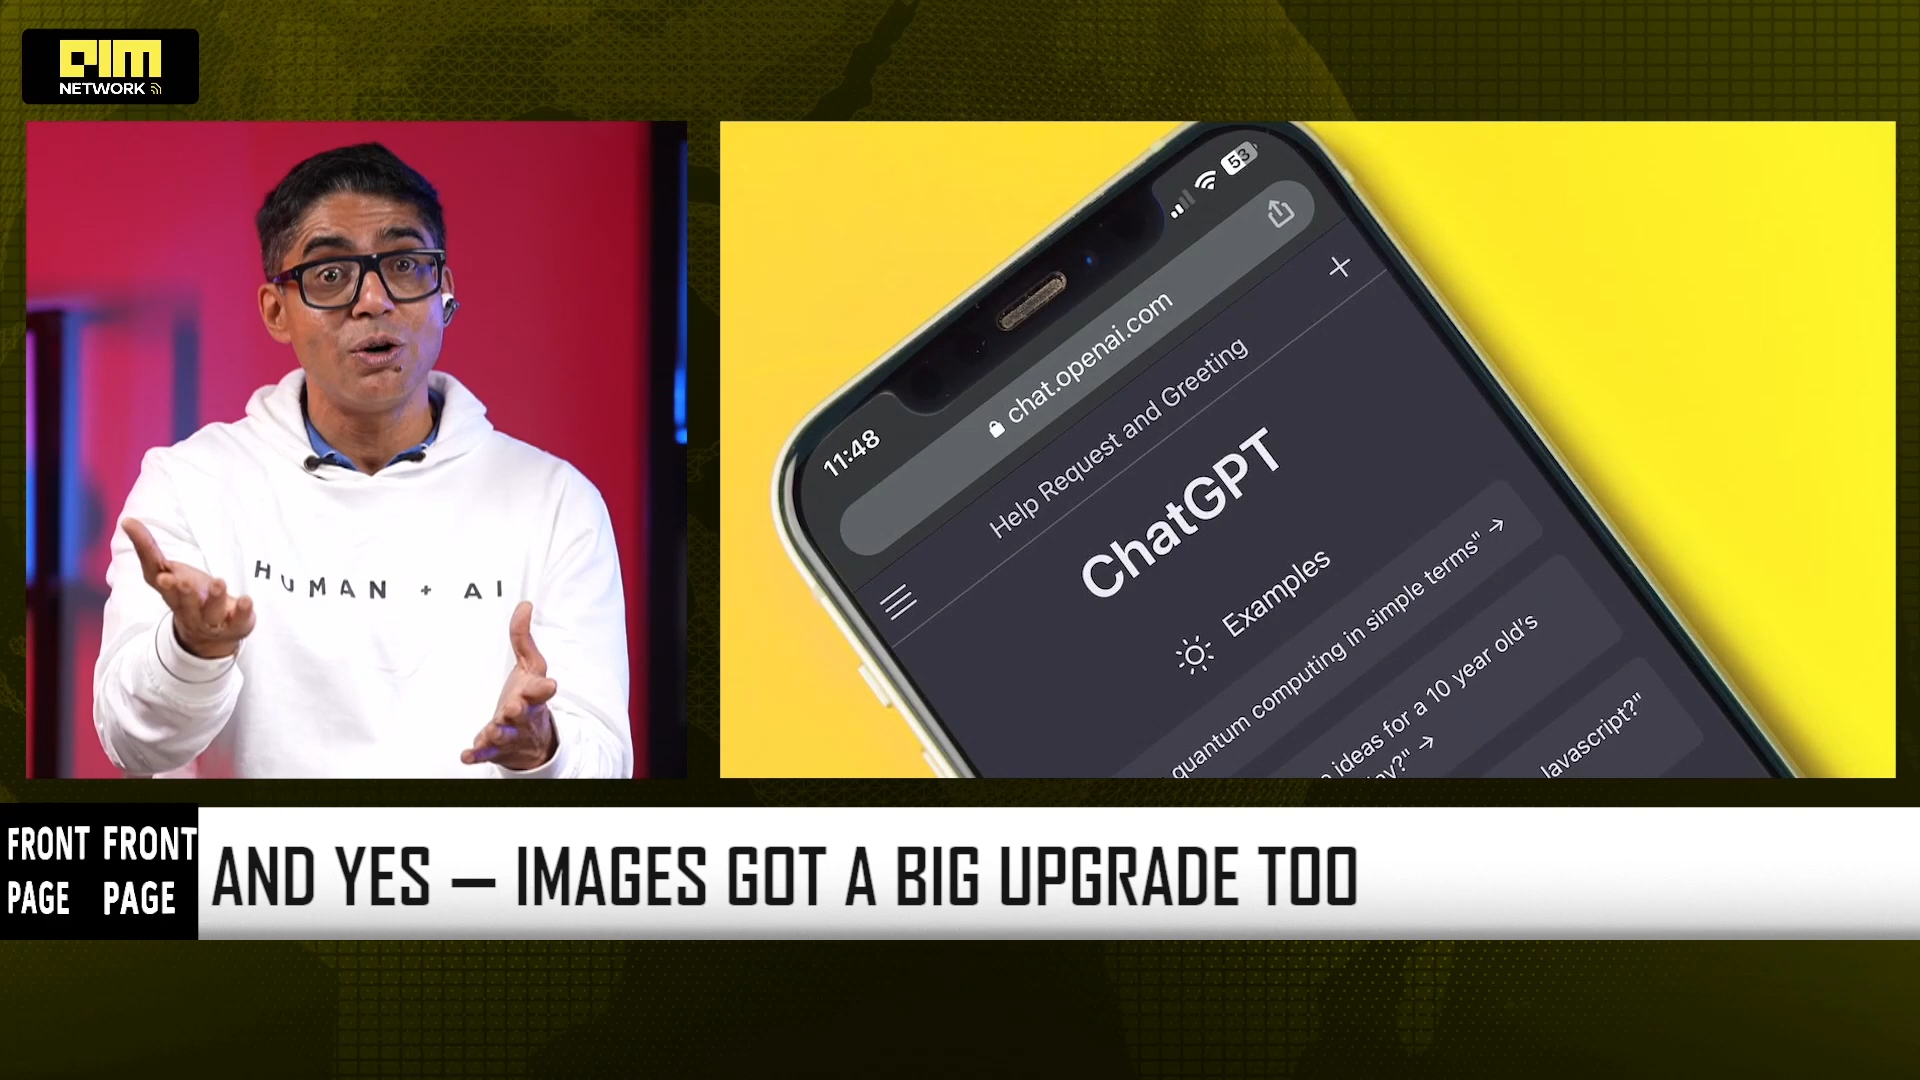 AIM
NETWORK
HUMAN + AI
53
11:48
chat.openai.com
Help Request and Greeting
ChatGPT
Examples
quantum computing in simple terms" →
ideas for a 10 year old's
→
Javascript?"
FRONT FRONT
PAGE PAGE
AND YES — IMAGES GOT A BIG UPGRADE TOO